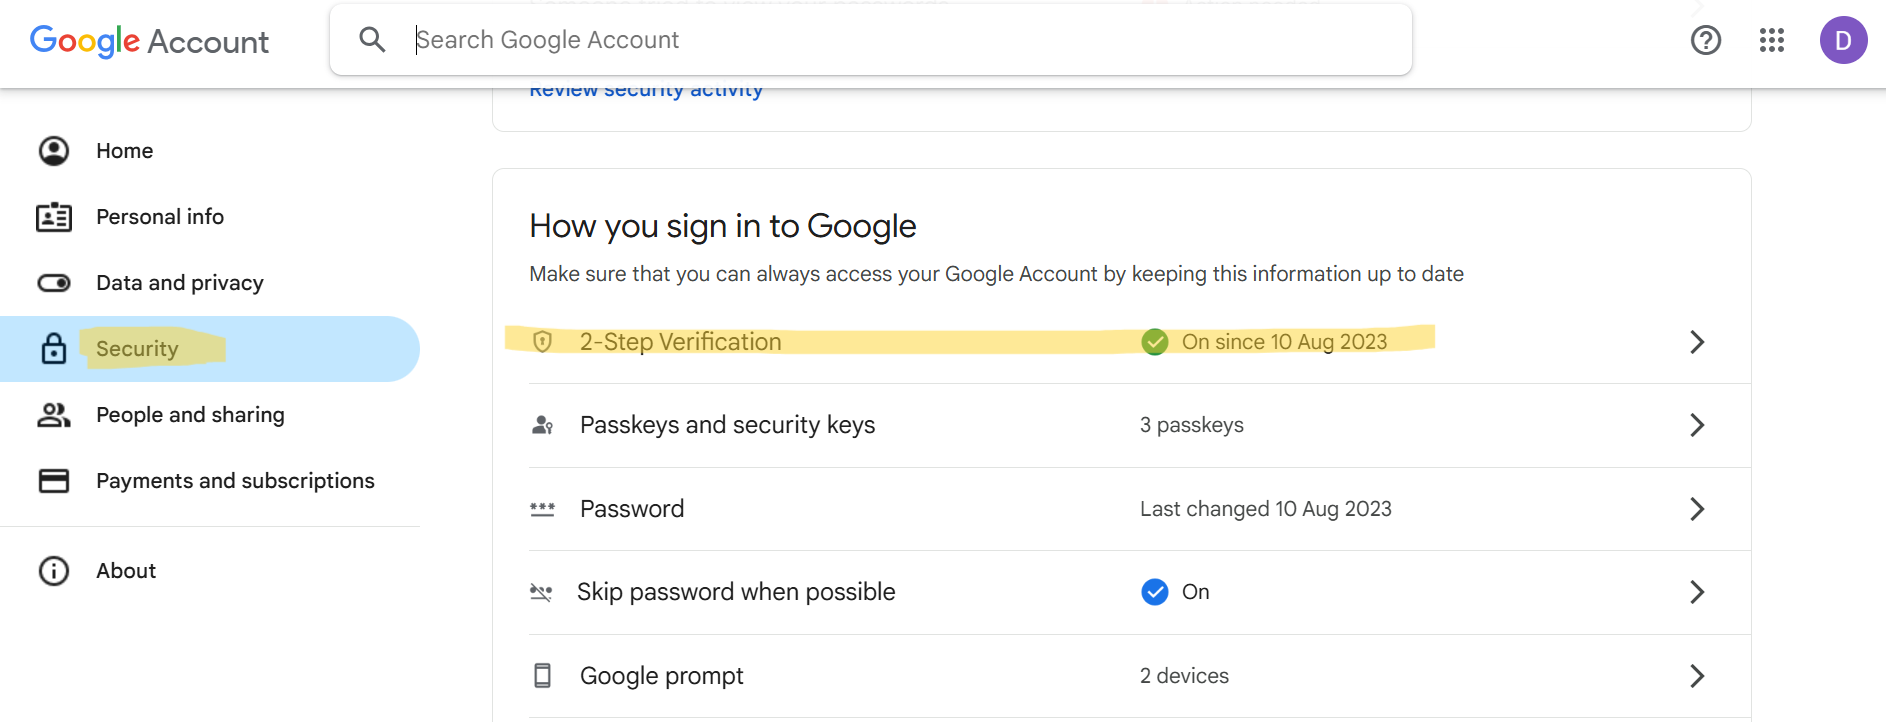 Google Account
Search Google Account
D
Review security activity
Home
Personal info
Data and privacy
Security
People and sharing
Payments and subscriptions
About
How you sign in to Google
Make sure that you can always access your Google Account by keeping this information up to date
2-Step Verification On since 10 Aug 2023
Passkeys and security keys 3 passkeys
Password Last changed 10 Aug 2023
Skip password when possible On
Google prompt 2 devices